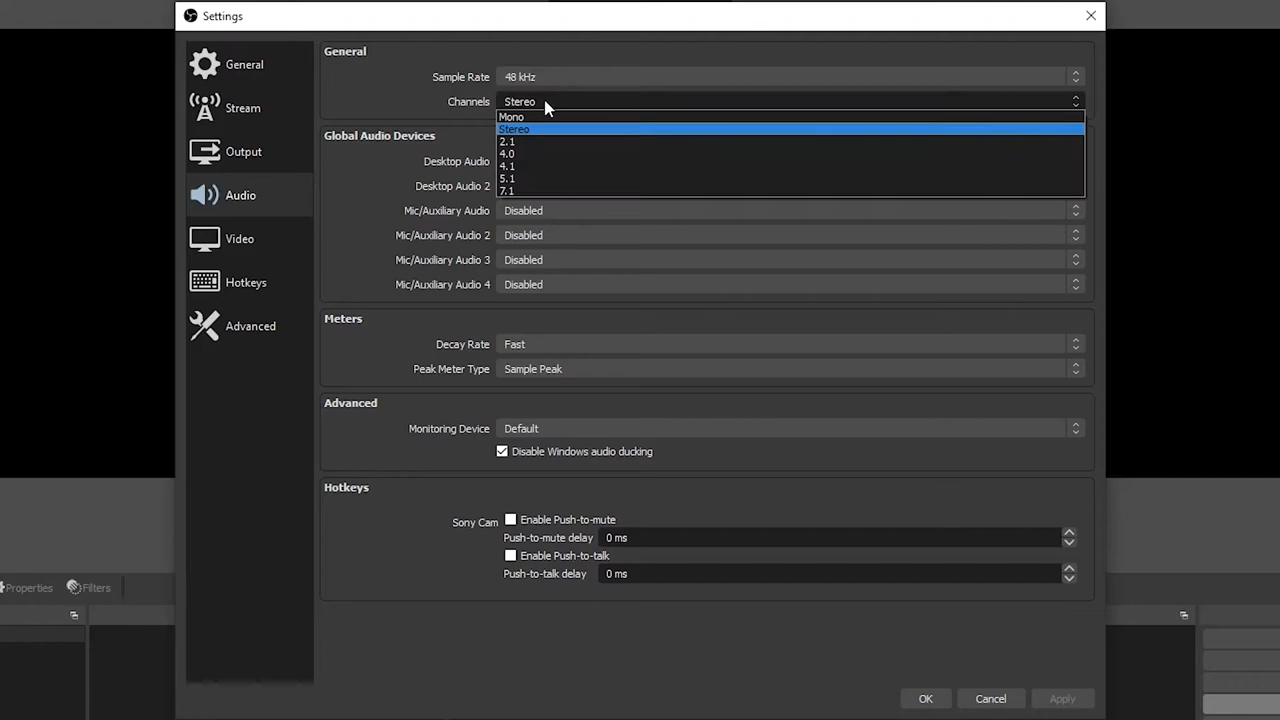 Settings
General
Stream
Output
Audio
Video
Hotkeys
Advanced
General
Sample Rate 48 kHz
Channels Stereo
Mono
Stereo
2.1
4.0
4.1
5.1
7.1
Global Audio Devices
Desktop Audio
Desktop Audio 2
Mic/Auxiliary Audio Disabled
Mic/Auxiliary Audio 2 Disabled
Mic/Auxiliary Audio 3 Disabled
Mic/Auxiliary Audio 4 Disabled
Meters
Decay Rate Fast
Peak Meter Type Sample Peak
Advanced
Monitoring Device Default
Disable Windows audio ducking
Hotkeys
Sony Cam Enable Push-to-mute
Push-to-mute delay 0 ms
Enable Push-to-talk
Push-to-talk delay 0 ms
Properties Filters
OK Cancel Apply